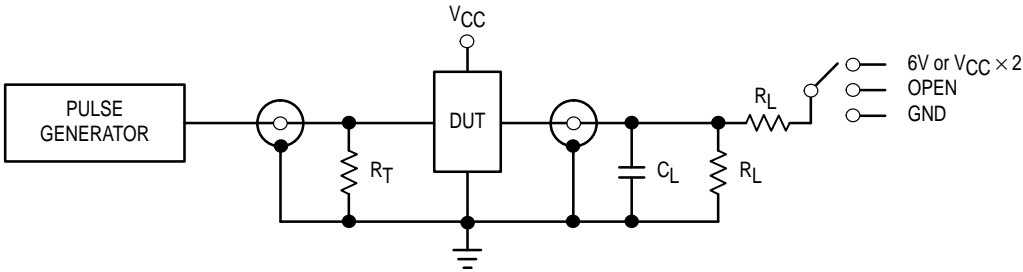 VCC
6V or VCC × 2
OPEN
GND
PULSE
GENERATOR
DUT
RL
RT
CL
RL